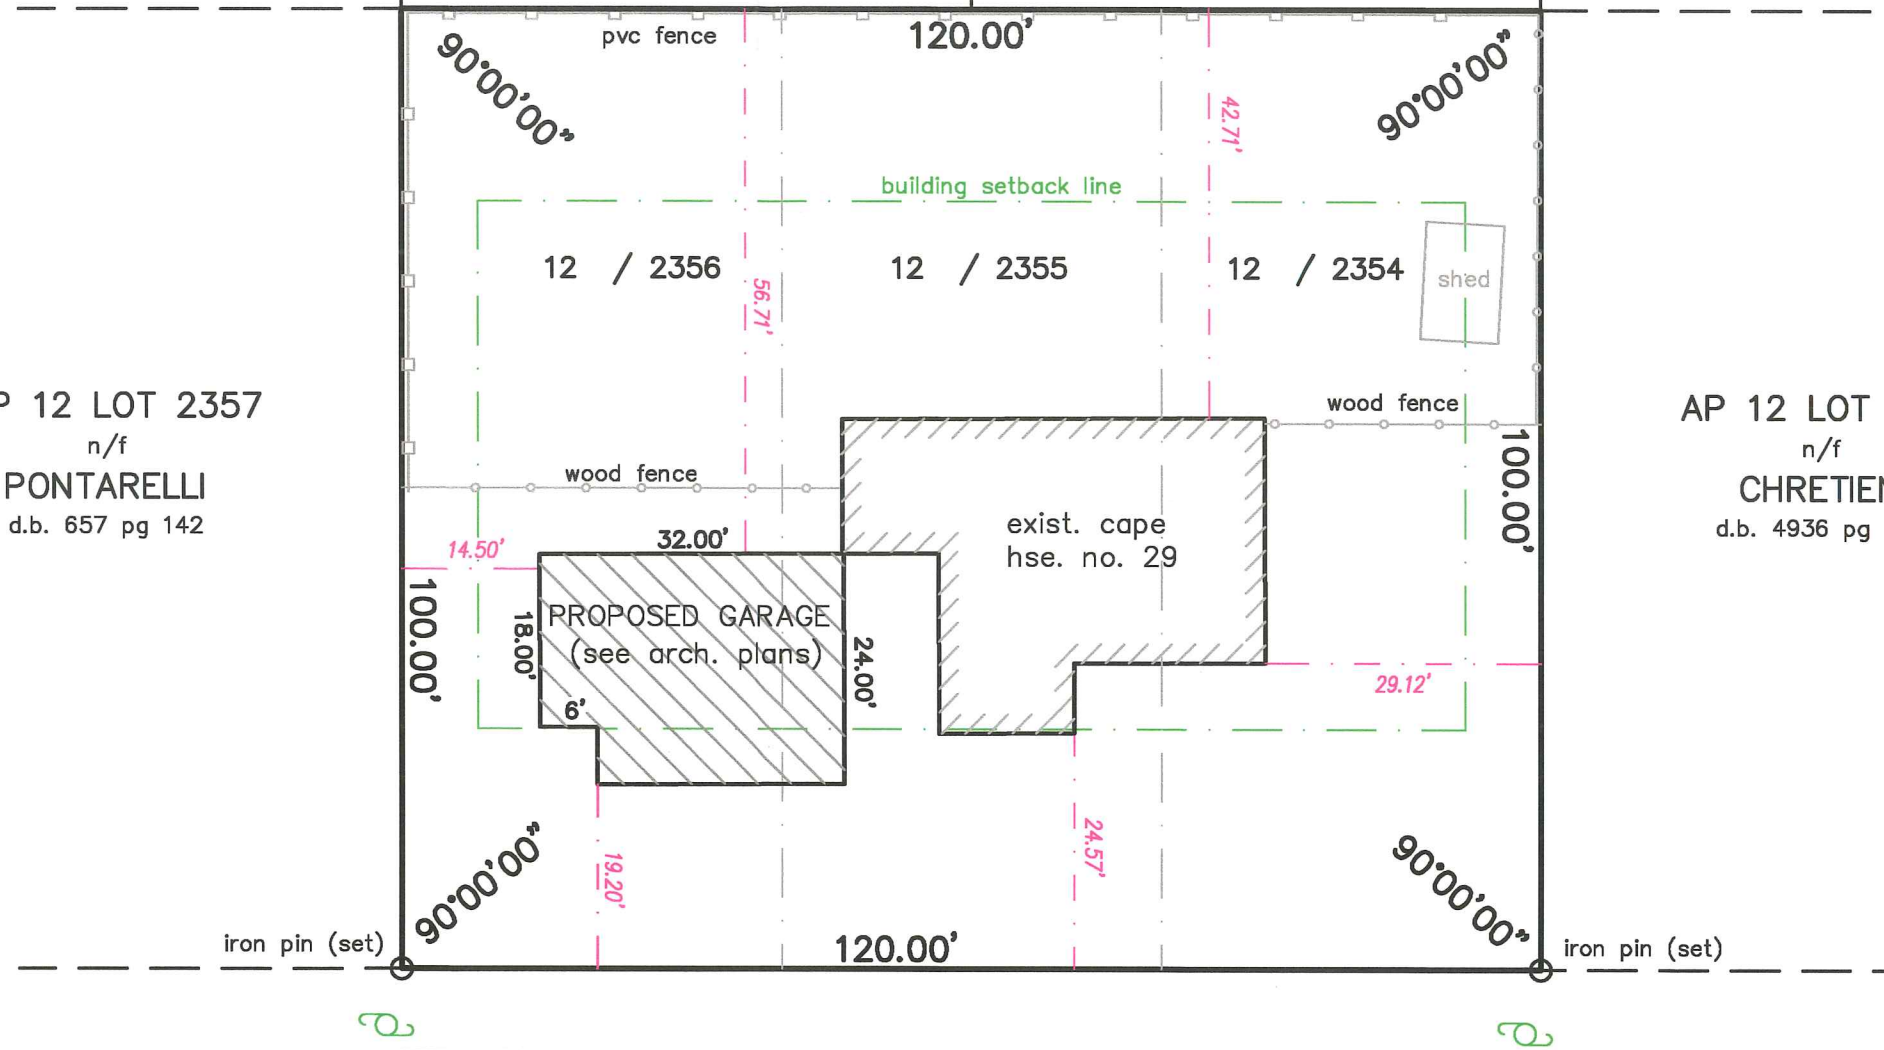 pvc fence
120.00'
90°00'00"
90°00'00"
42.71'
building setback line
12 / 2356
12 / 2355
12 / 2354
shed
56.71'
P 12 LOT 2357
n/f
PONTARELLI
d.b. 657 pg 142
AP 12 LOT
n/f
CHRETIEN
d.b. 4936 pg
wood fence
wood fence
100.00'
exist. cape
hse. no. 29
14.50'
32.00'
100.00'
18.00'
PROPOSED GARAGE
(see arch. plans)
24.00'
6'
29.12'
19.20'
24.57'
90°00'00"
90°00'00"
iron pin (set)
120.00'
iron pin (set)